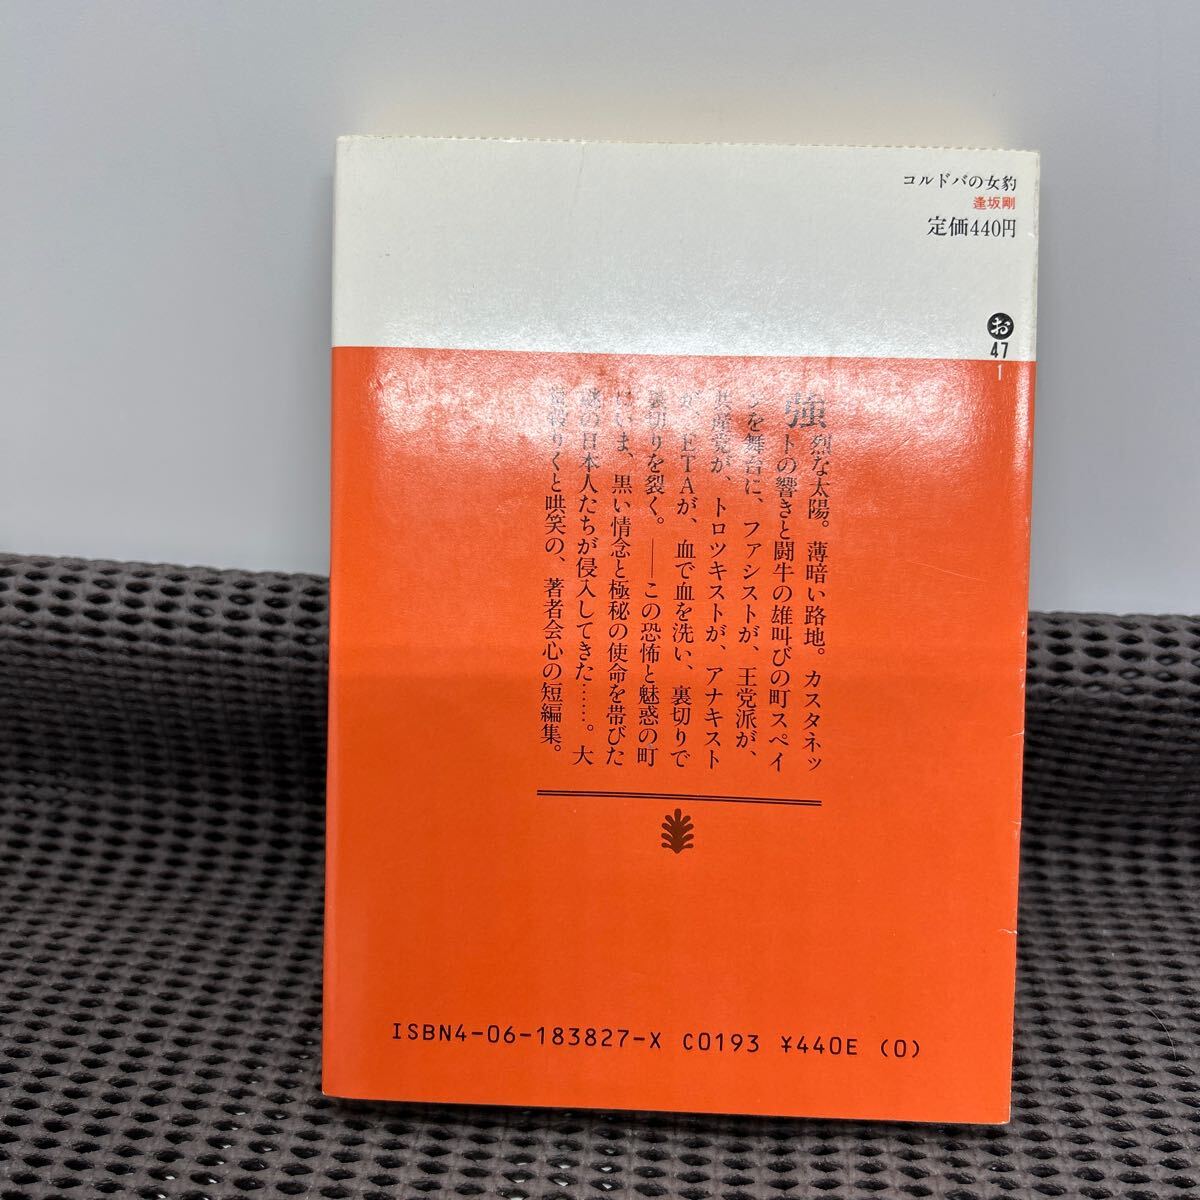 コルドバの女豹
逢坂剛
定価440円
お
47
1
強烈な太陽。薄暗い路地。カスタネッ
トの響きと闘牛の雄叫びの町スペイ
ンを舞台に、ファシストが、王党派が、
共産党が、トロツキストが、アナキスト
が、ETAが、血で血を洗い、裏切りで
裏切りを裂く。――この恐怖と魅惑の町
にいま、黒い情念と極秘の使命を帯びた
の日本人たちが侵入してきた……。大
りくと哄笑の、著者会心の短編集。
ISBN4-06-183827-X C0193 ¥440E (0)